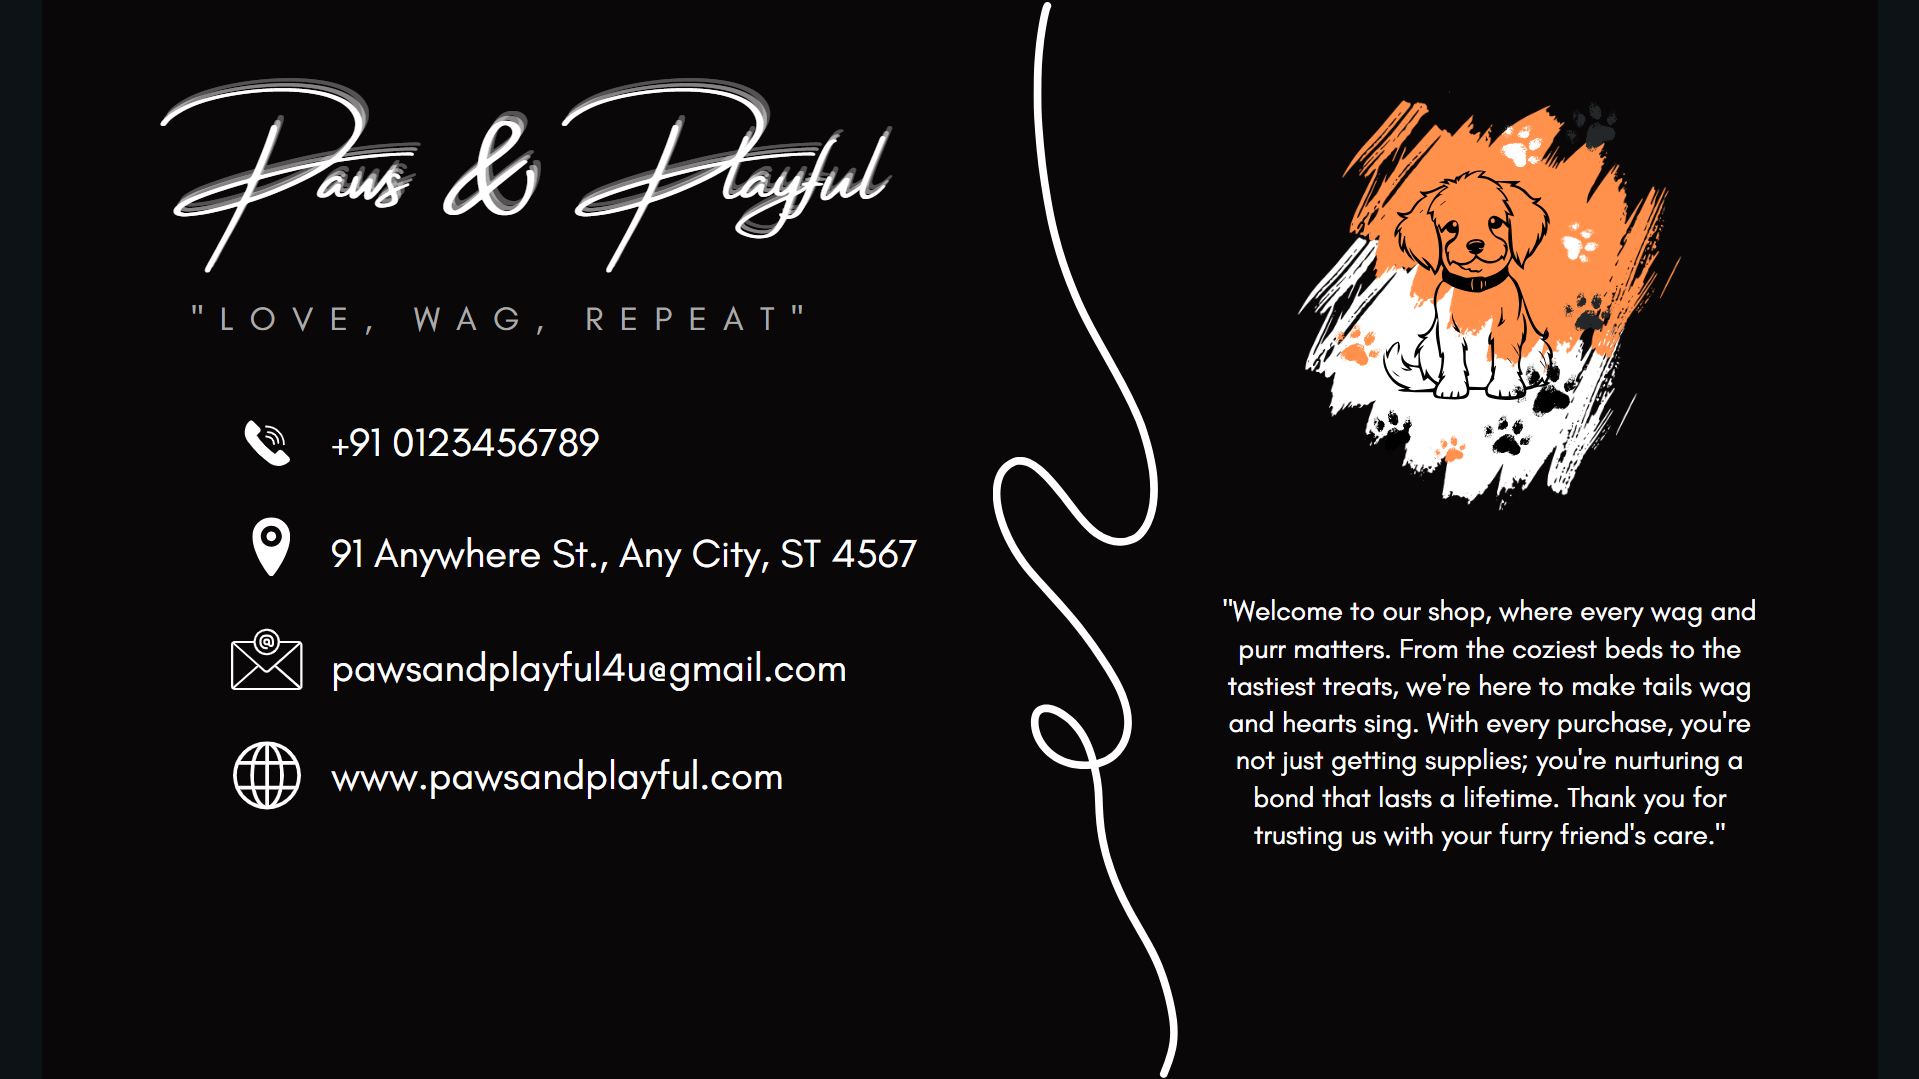 Paws & Playful
"LOVE, WAG, REPEAT"
+91 0123456789
91 Anywhere St., Any City, ST 4567
@
pawsandplayful4u@gmail.com
www.pawsandplayful.com
"Welcome to our shop, where every wag and
purr matters. From the coziest beds to the
tastiest treats, we're here to make tails wag
and hearts sing. With every purchase, you're
not just getting supplies; you're nurturing a
bond that lasts a lifetime. Thank you for
trusting us with your furry friend's care."